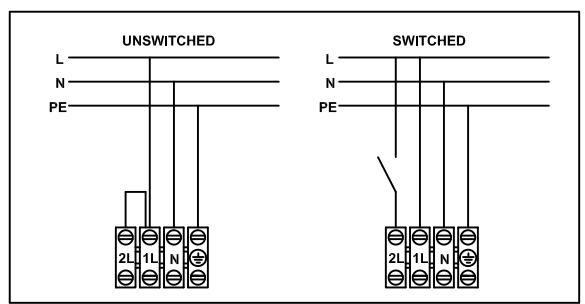 UNSWITCHED SWITCHED
L L
N N
PE PE
2L 1L N 2L 1L N